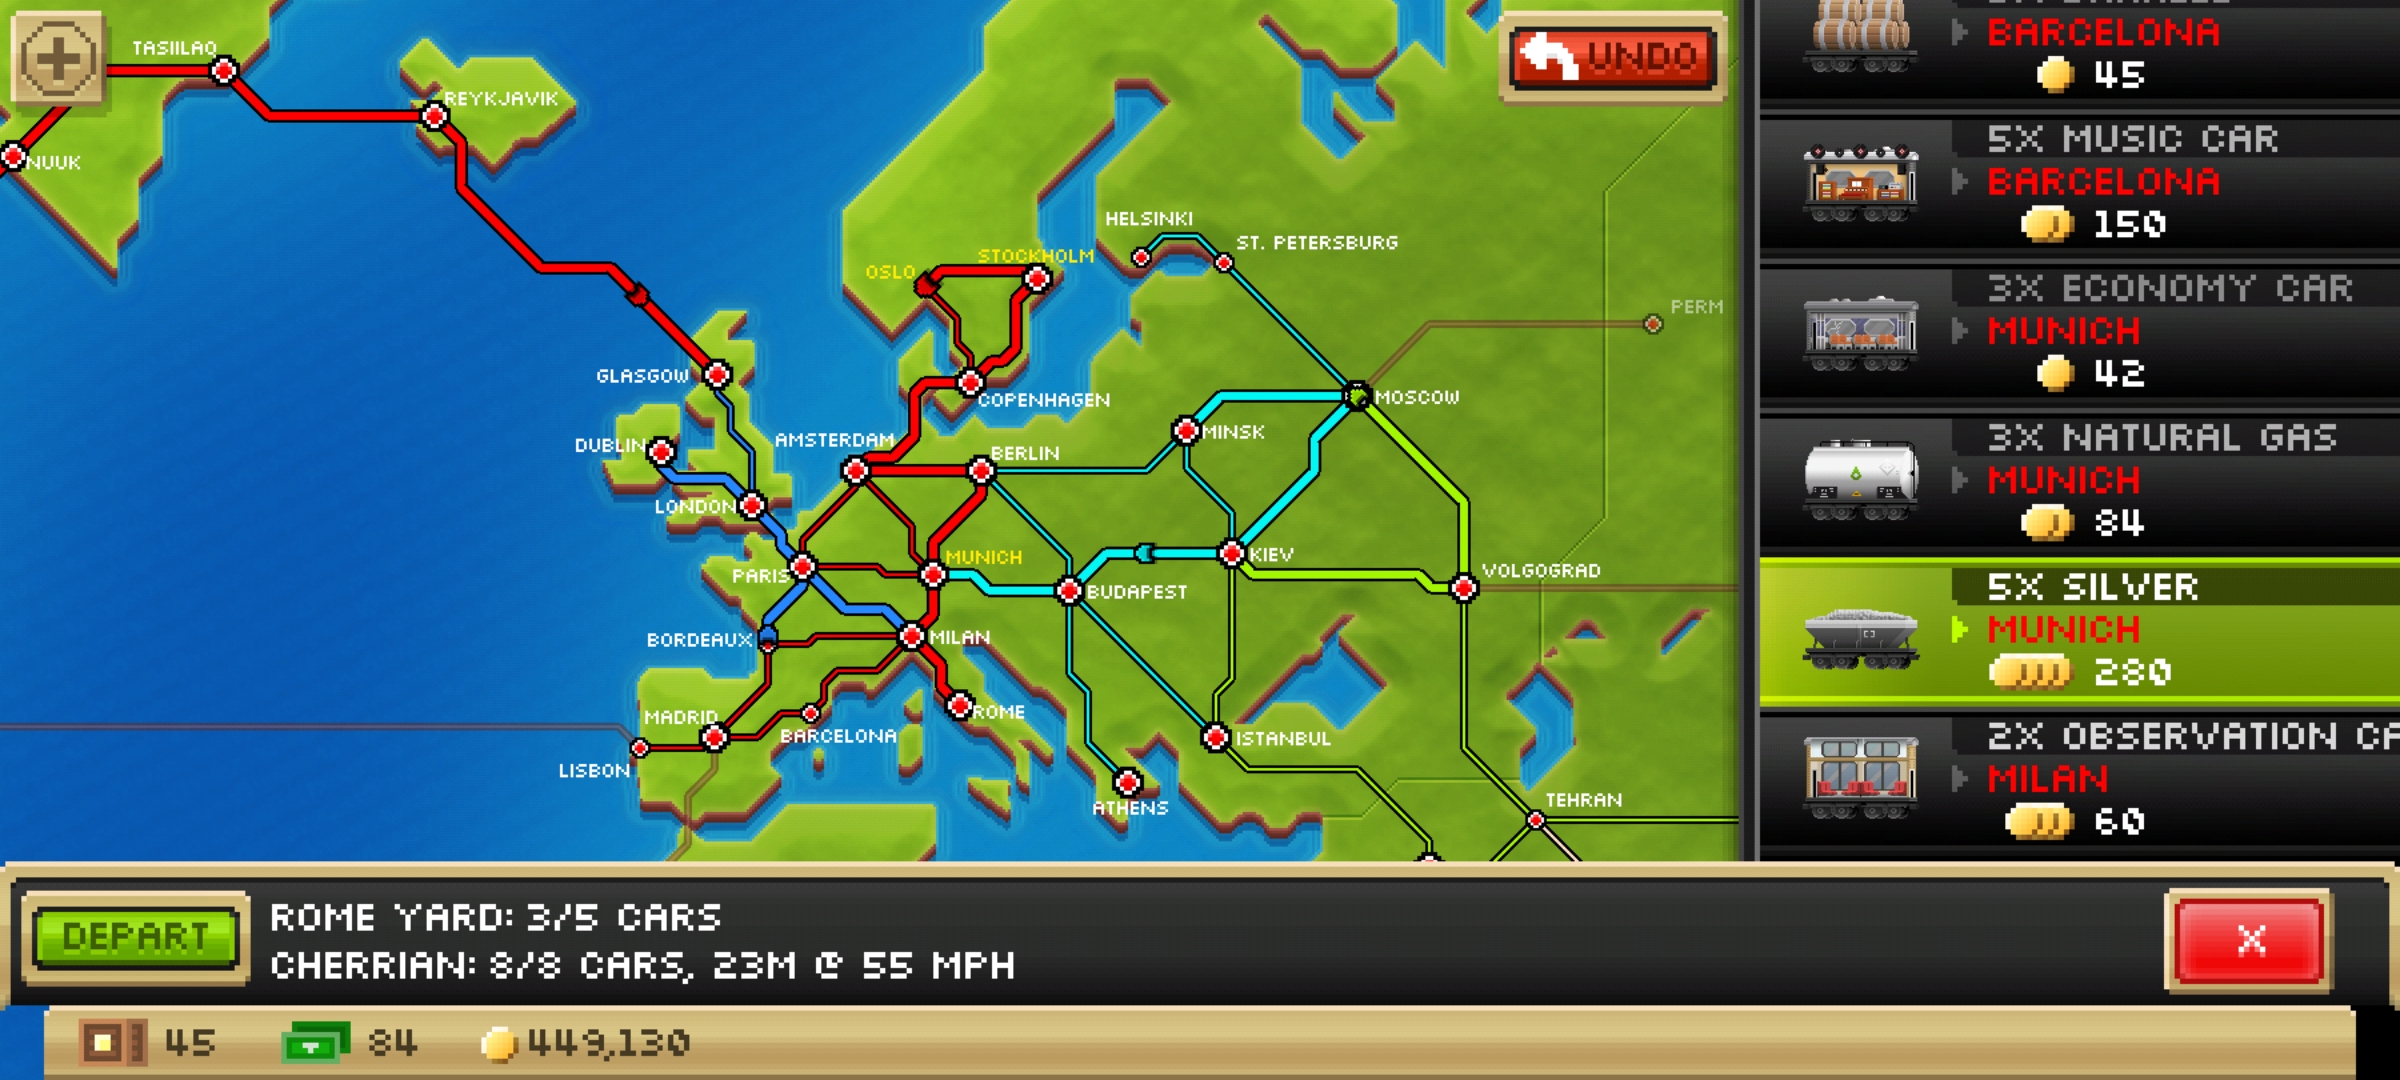 TASIILAQ
REYKJAVIK
NUUK
UNDO
HELSINKI
ST. PETERSBURG
STOCKHOLM
OSLO
PERM
GLASGOW
COPENHAGEN
MOSCOW
MINSK
AMSTERDAM
BERLIN
DUBLIN
LONDON
MUNICH
KIEV
VOLGOGRAD
PARIS
BUDAPEST
BORDEAUX
MILAN
MADRID
ROME
BARCELONA
ISTANBUL
LISBON
ATHENS
TEHRAN
BARCELONA
45
5X MUSIC CAR
BARCELONA
150
3X ECONOMY CAR
MUNICH
42
3X NATURAL GAS
MUNICH
84
5X SILVER
MUNICH
280
2X OBSERVATION CA
MILAN
60
DEPART
ROME YARD: 3/5 CARS
CHERRIAN: 8/8 CARS, 23M @ 55 MPH
X
45
84
449,130